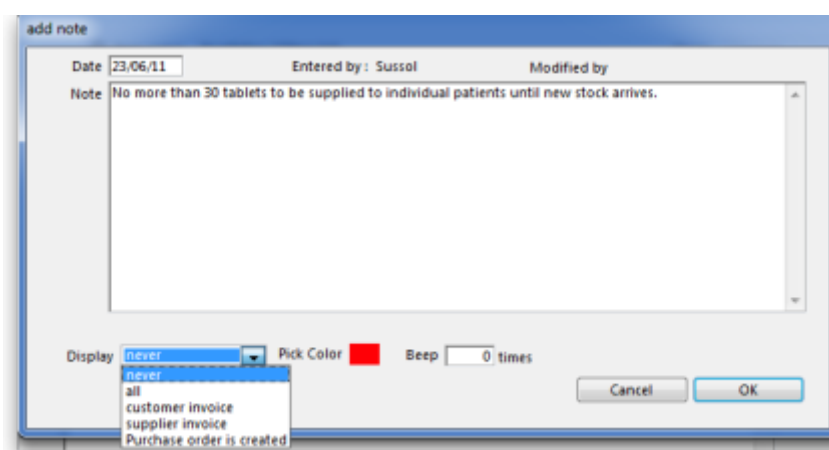 add note
Date 23/06/11 Entered by : Sussol Modified by
Note No more than 30 tablets to be supplied to individual patients until new stock arrives.
Display never Pick Color Beep 0 times
never
all
customer invoice
supplier invoice
Purchase order is created
Cancel OK